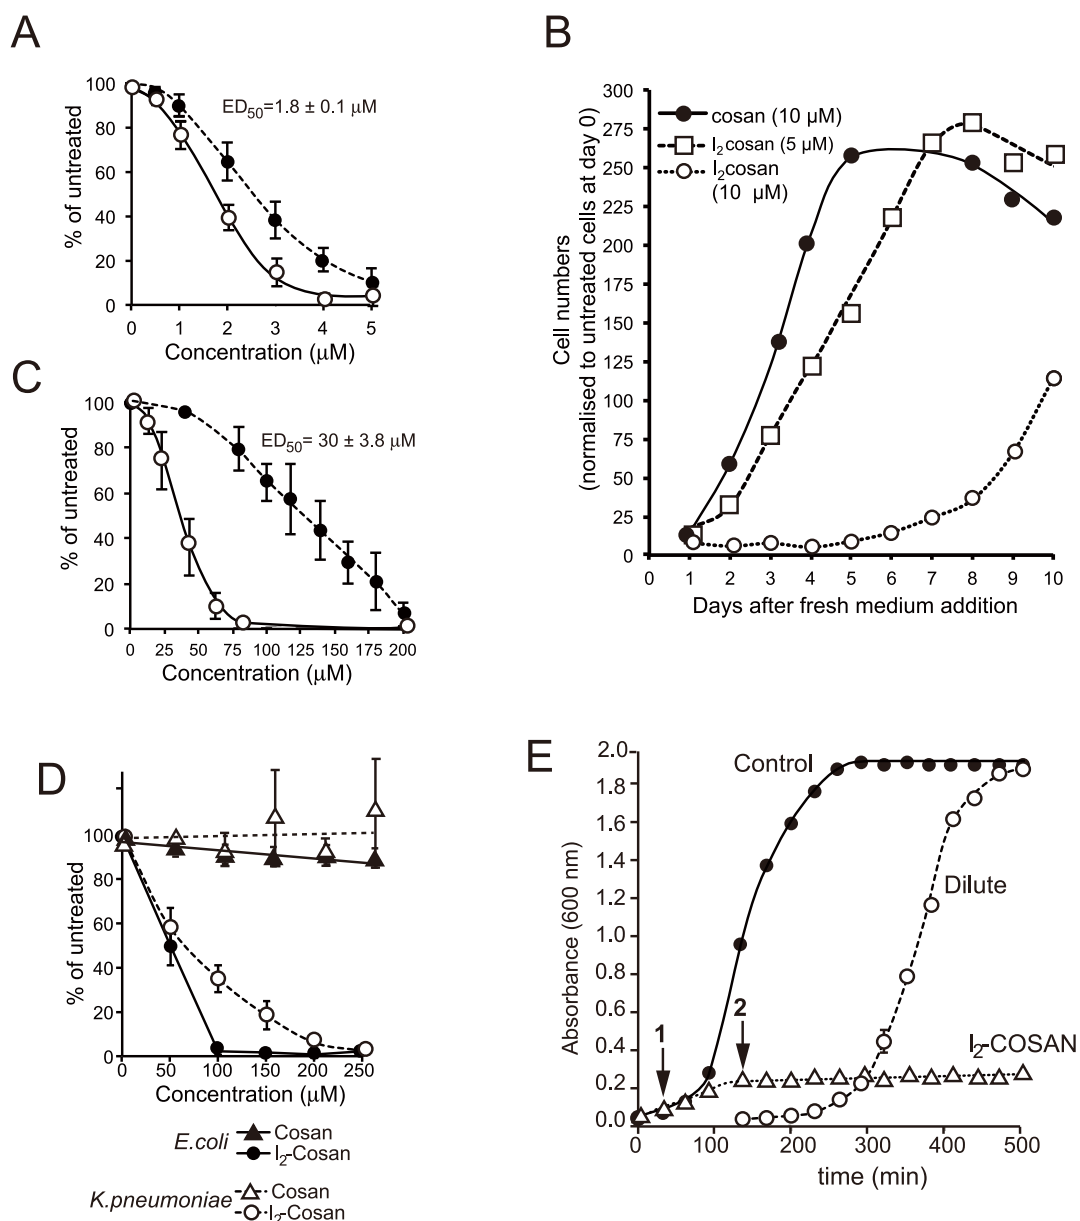 A
100
80
60
40
20
0
% of untreated
ED50=1.8 ± 0.1 μM
0 1 2 3 4 5
Concentration (μM)
B
300
275
250
225
200
175
150
125
100
75
50
25
0
Cell numbers
(normalised to untreated cells at day 0)
cosan (10 μM)
I2cosan (5 μM)
I2cosan
(10 μM)
0 1 2 3 4 5 6 7 8 9 10
Days after fresh medium addition
C
100
80
60
40
20
0
% of untreated
ED50= 30 ± 3.8 μM
0 25 50 75 100 125 150 175 200
Concentration (μM)
D
100
80
60
40
20
0
% of untreated
0 50 100 150 200 250
Concentration (μM)
E.coli
Cosan
I2-Cosan
K.pneumoniae
Cosan
I2-Cosan
E
2.0
1.8
1.6
1.4
1.2
1.0
0.8
0.6
0.4
0.2
0.0
Absorbance (600 nm)
Control
Dilute
I2-COSAN
1
2
0 100 200 300 400 500
time (min)